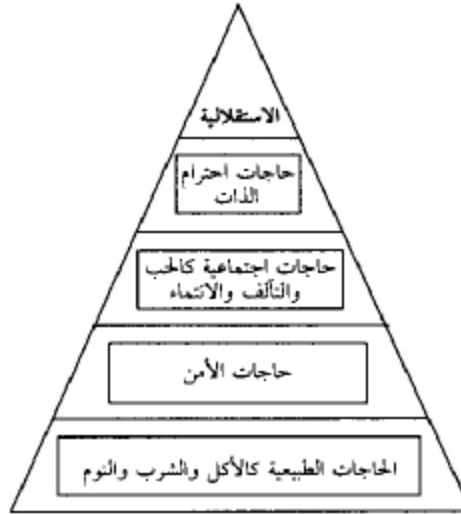 الاستقلالية
حاجات احترام
الذات
حاجات اجتماعية كالحب
والتآلف والانتماء
حاجات الأمن
الحاجات الطبيعية كالأكل والشرب والنوم